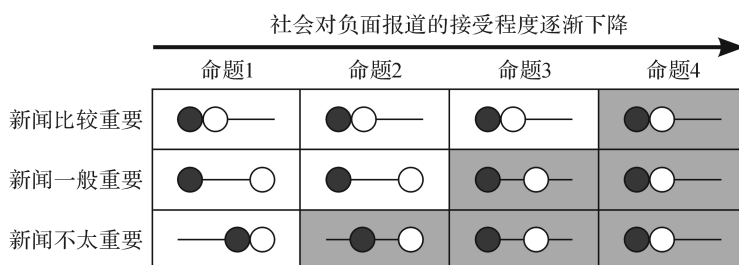 社会对负面报道的接受程度逐渐下降
命题1 命题2 命题3 命题4
新闻比较重要
新闻一般重要
新闻不太重要